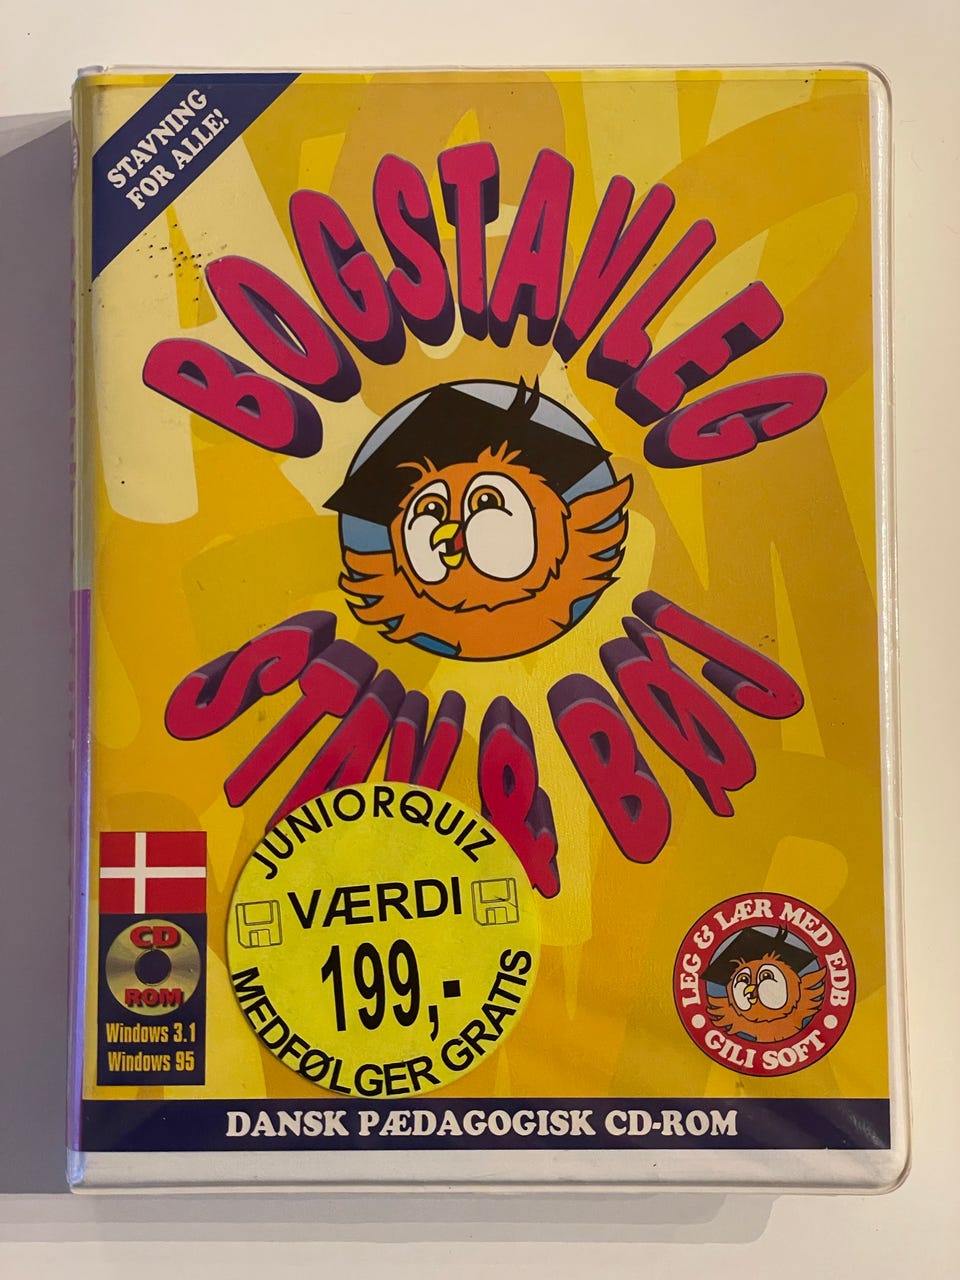 STAVNING
FOR ALLE!
BOGSTAVLEG
STAV & BØJ
JUNIORQUIZ
VÆRDI
199,-
MEDFØLGER GRATIS
CD
ROM
Windows 3.1
Windows 95
LEG & LÆR MED EDB
• GILI SOFT •
DANSK PÆDAGOGISK CD-ROM